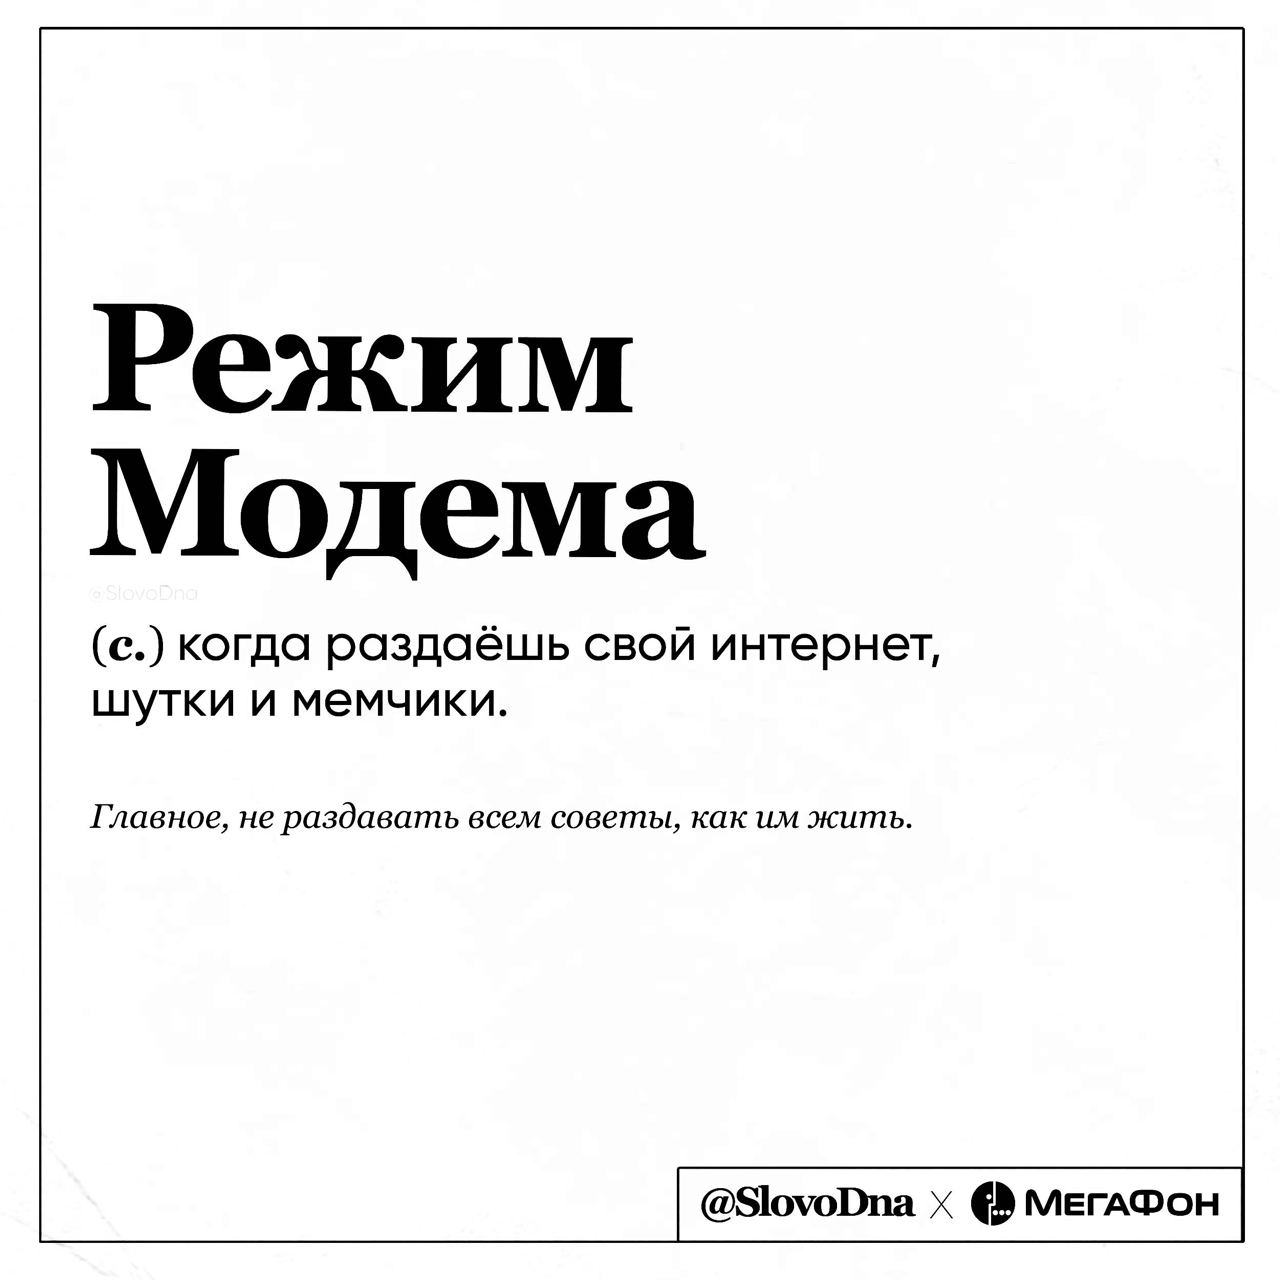 Режим
Модема
@SlovoDna
(с.) когда раздаёшь свой интернет,
шутки и мемчики.
Главное, не раздавать всем советы, как им жить.
@SlovoDna X МЕГАФОН